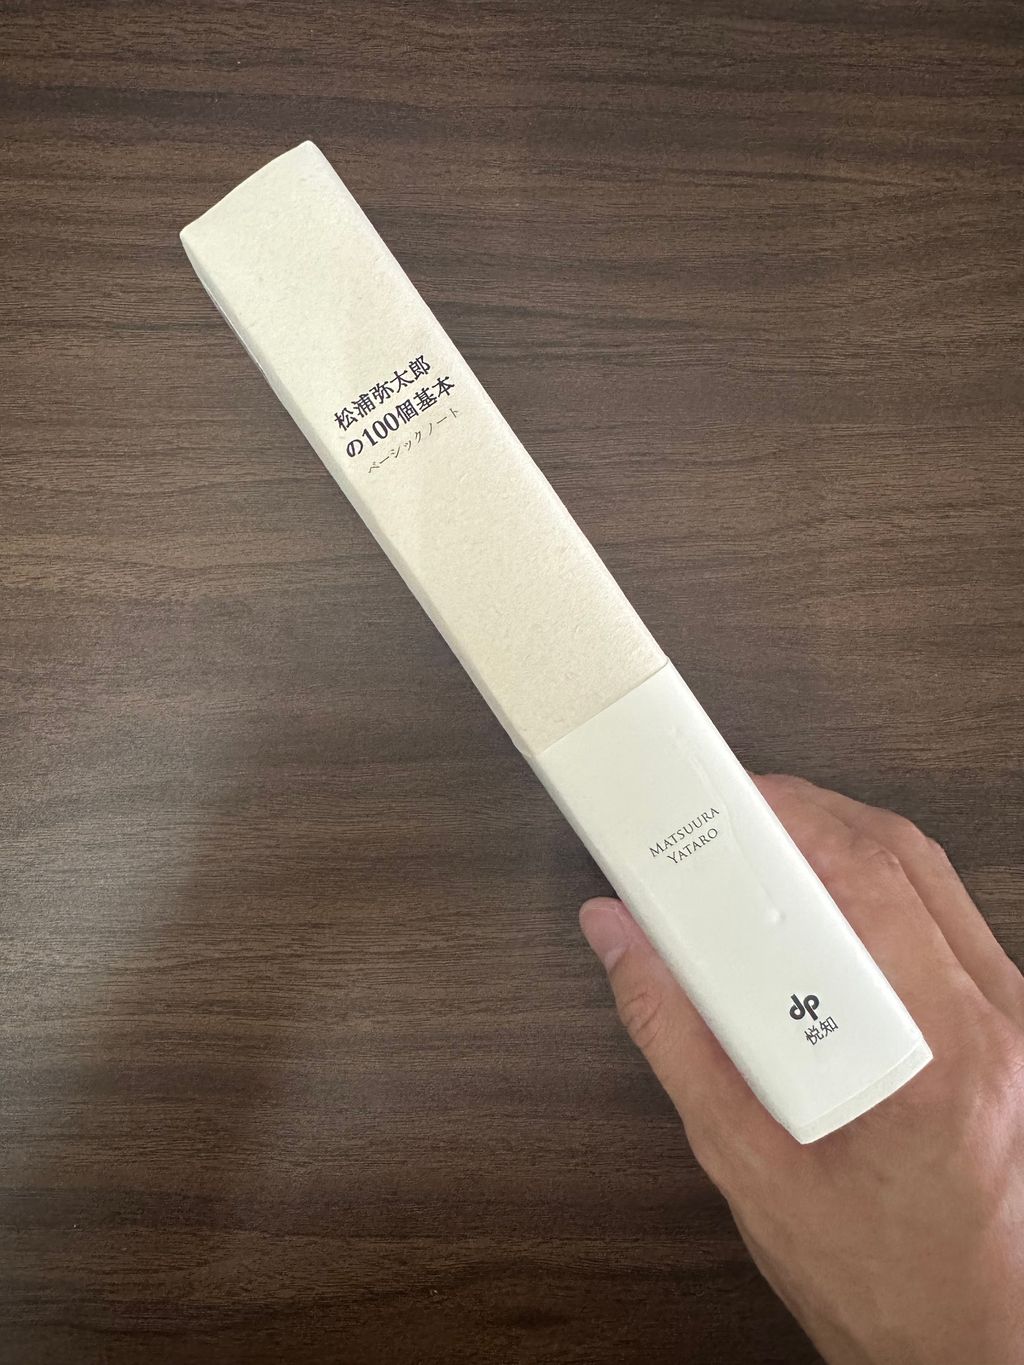 松浦弥太郎
の100個基本
ベーシックノート
MATSUURA
YATARO
dp
悦知